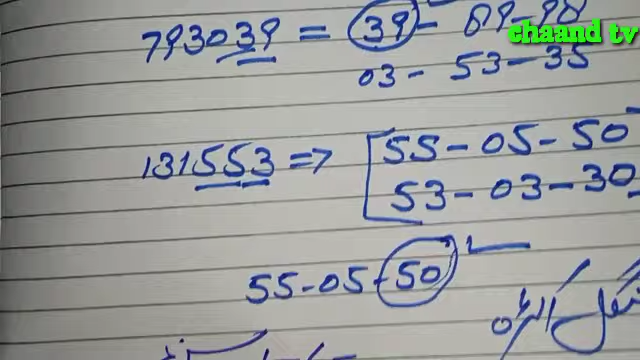 793039 = 39 - 89-98
chaand tv
03 - 53 - 35
131553 => [55-05-50
53-03-30
55-05-50